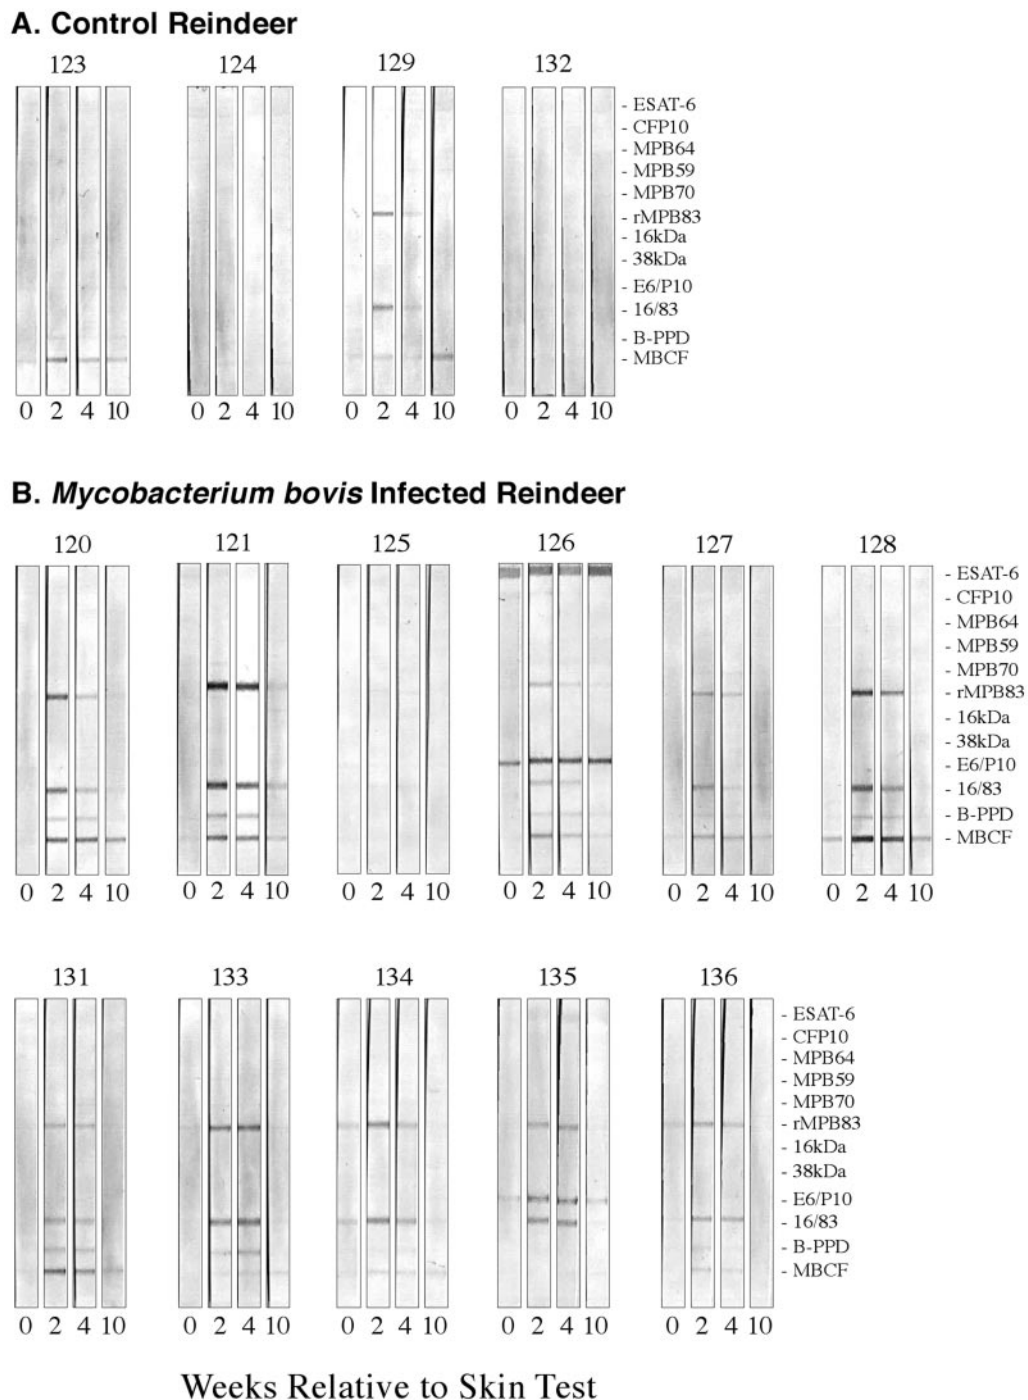 A. Control Reindeer
123 124 129 132
- ESAT-6
- CFP10
- MPB64
- MPB59
- MPB70
- rMPB83
- 16kDa
- 38kDa
- E6/P10
- 16/83
- B-PPD
- MBCF
0 2 4 10 0 2 4 10 0 2 4 10 0 2 4 10
B. Mycobacterium bovis Infected Reindeer
120 121 125 126 127 128
- ESAT-6
- CFP10
- MPB64
- MPB59
- MPB70
- rMPB83
- 16kDa
- 38kDa
- E6/P10
- 16/83
- B-PPD
- MBCF
0 2 4 10 0 2 4 10 0 2 4 10 0 2 4 10 0 2 4 10 0 2 4 10
131 133 134 135 136
- ESAT-6
- CFP10
- MPB64
- MPB59
- MPB70
- rMPB83
- 16kDa
- 38kDa
- E6/P10
- 16/83
- B-PPD
- MBCF
0 2 4 10 0 2 4 10 0 2 4 10 0 2 4 10 0 2 4 10
Weeks Relative to Skin Test